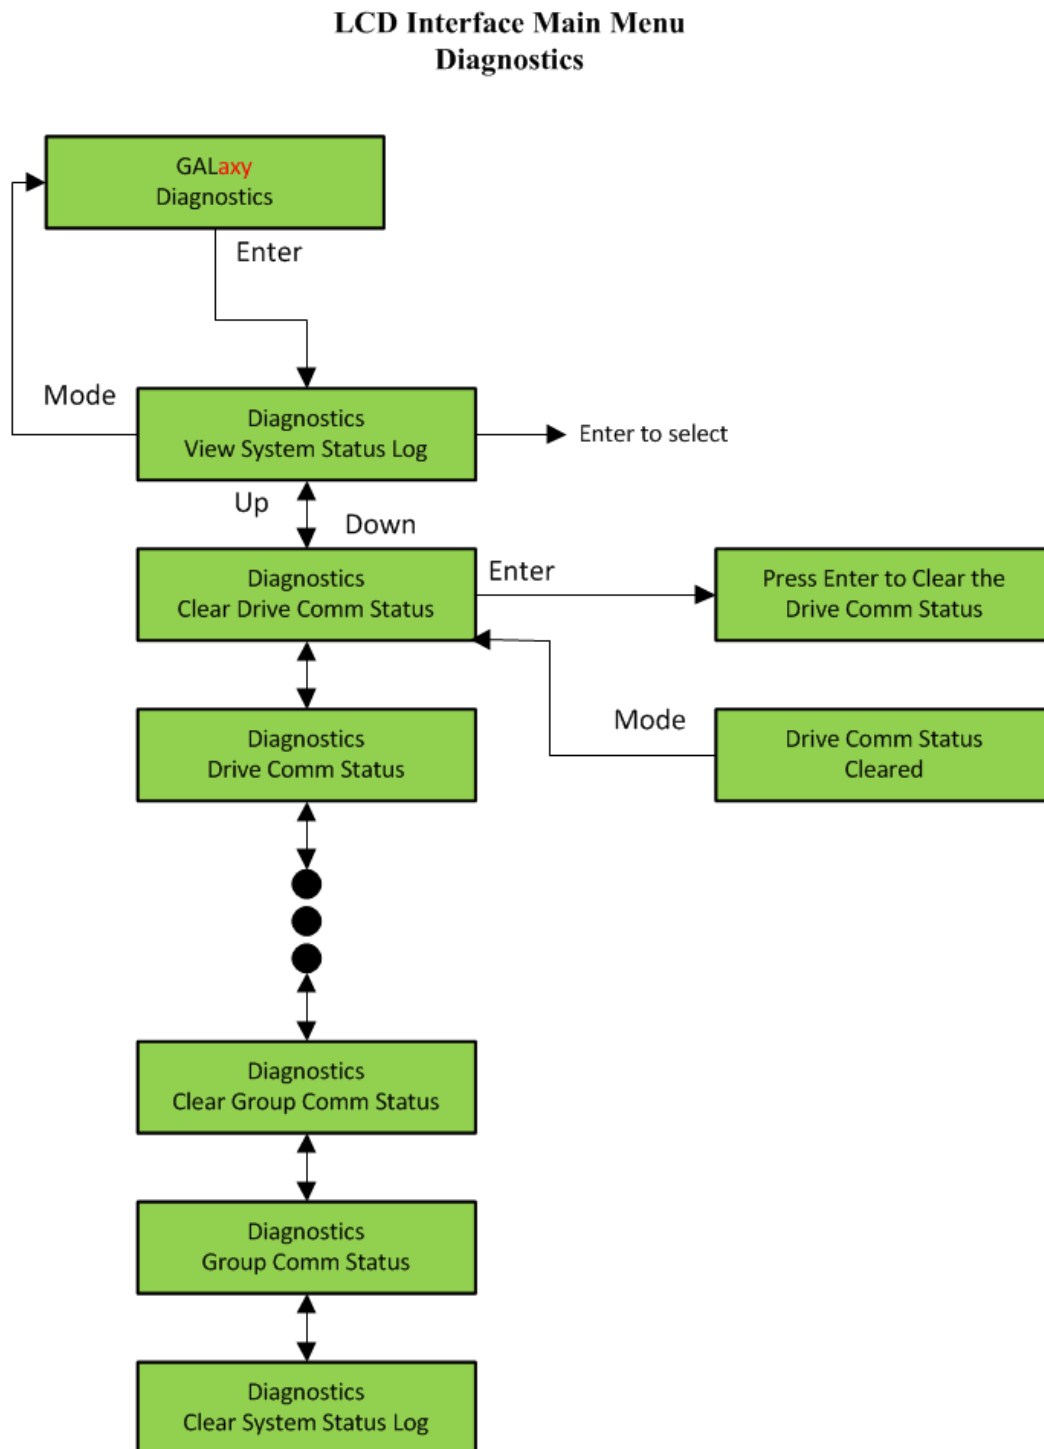 LCD Interface Main Menu
Diagnostics
GALaxy
Diagnostics
Enter
Mode
Diagnostics
View System Status Log
Enter to select
Up
Down
Diagnostics
Clear Drive Comm Status
Enter
Press Enter to Clear the
Drive Comm Status
Diagnostics
Drive Comm Status
Mode
Drive Comm Status
Cleared
Diagnostics
Clear Group Comm Status
Diagnostics
Group Comm Status
Diagnostics
Clear System Status Log